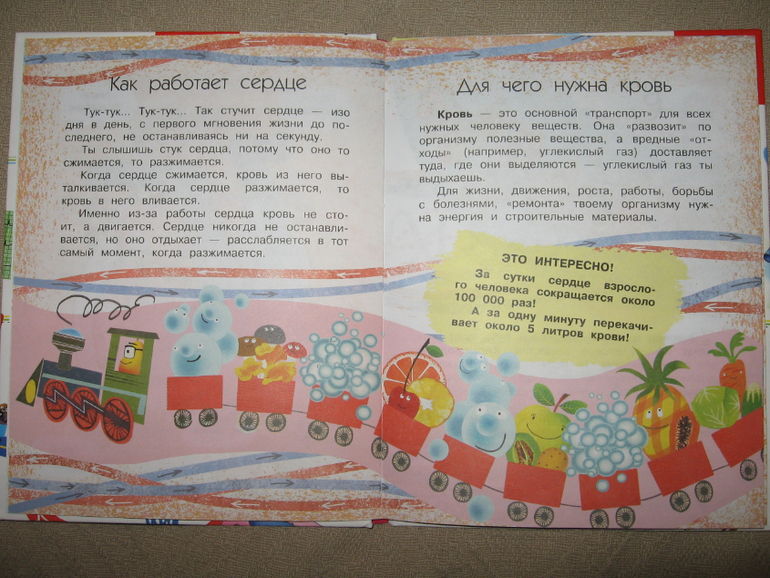 Как работает сердце
Тук-тук... Тук-тук... Так стучит сердце — изо
дня в день, с первого мгновения жизни до по-
следнего, не останавливаясь ни на секунду.
Ты слышишь стук сердца, потому что оно то
сжимается, то разжимается.
Когда сердце сжимается, кровь из него вы-
талкивается. Когда сердце разжимается, то
кровь в него вливается.
Именно из-за работы сердца кровь не сто-
ит, а двигается. Сердце никогда не останавли-
вается, но оно отдыхает — расслабляется в тот
самый момент, когда разжимается.
Для чего нужна кровь
Кровь — это основной «транспорт» для всех
нужных человеку веществ. Она «развозит» по
организму полезные вещества, а вредные «от-
ходы» (например, углекислый газ) доставляет
туда, где они выделяются — углекислый газ ты
выдыхаешь.
Для жизни, движения, роста, работы, борьбы
с болезнями, «ремонта» твоему организму нуж-
на энергия и строительные материалы.
ЭТО ИНТЕРЕСНО!
За сутки сердце взросло-
го человека сокращается около
100 000 раз!
А за одну минуту перекачи-
вает около 5 литров крови!